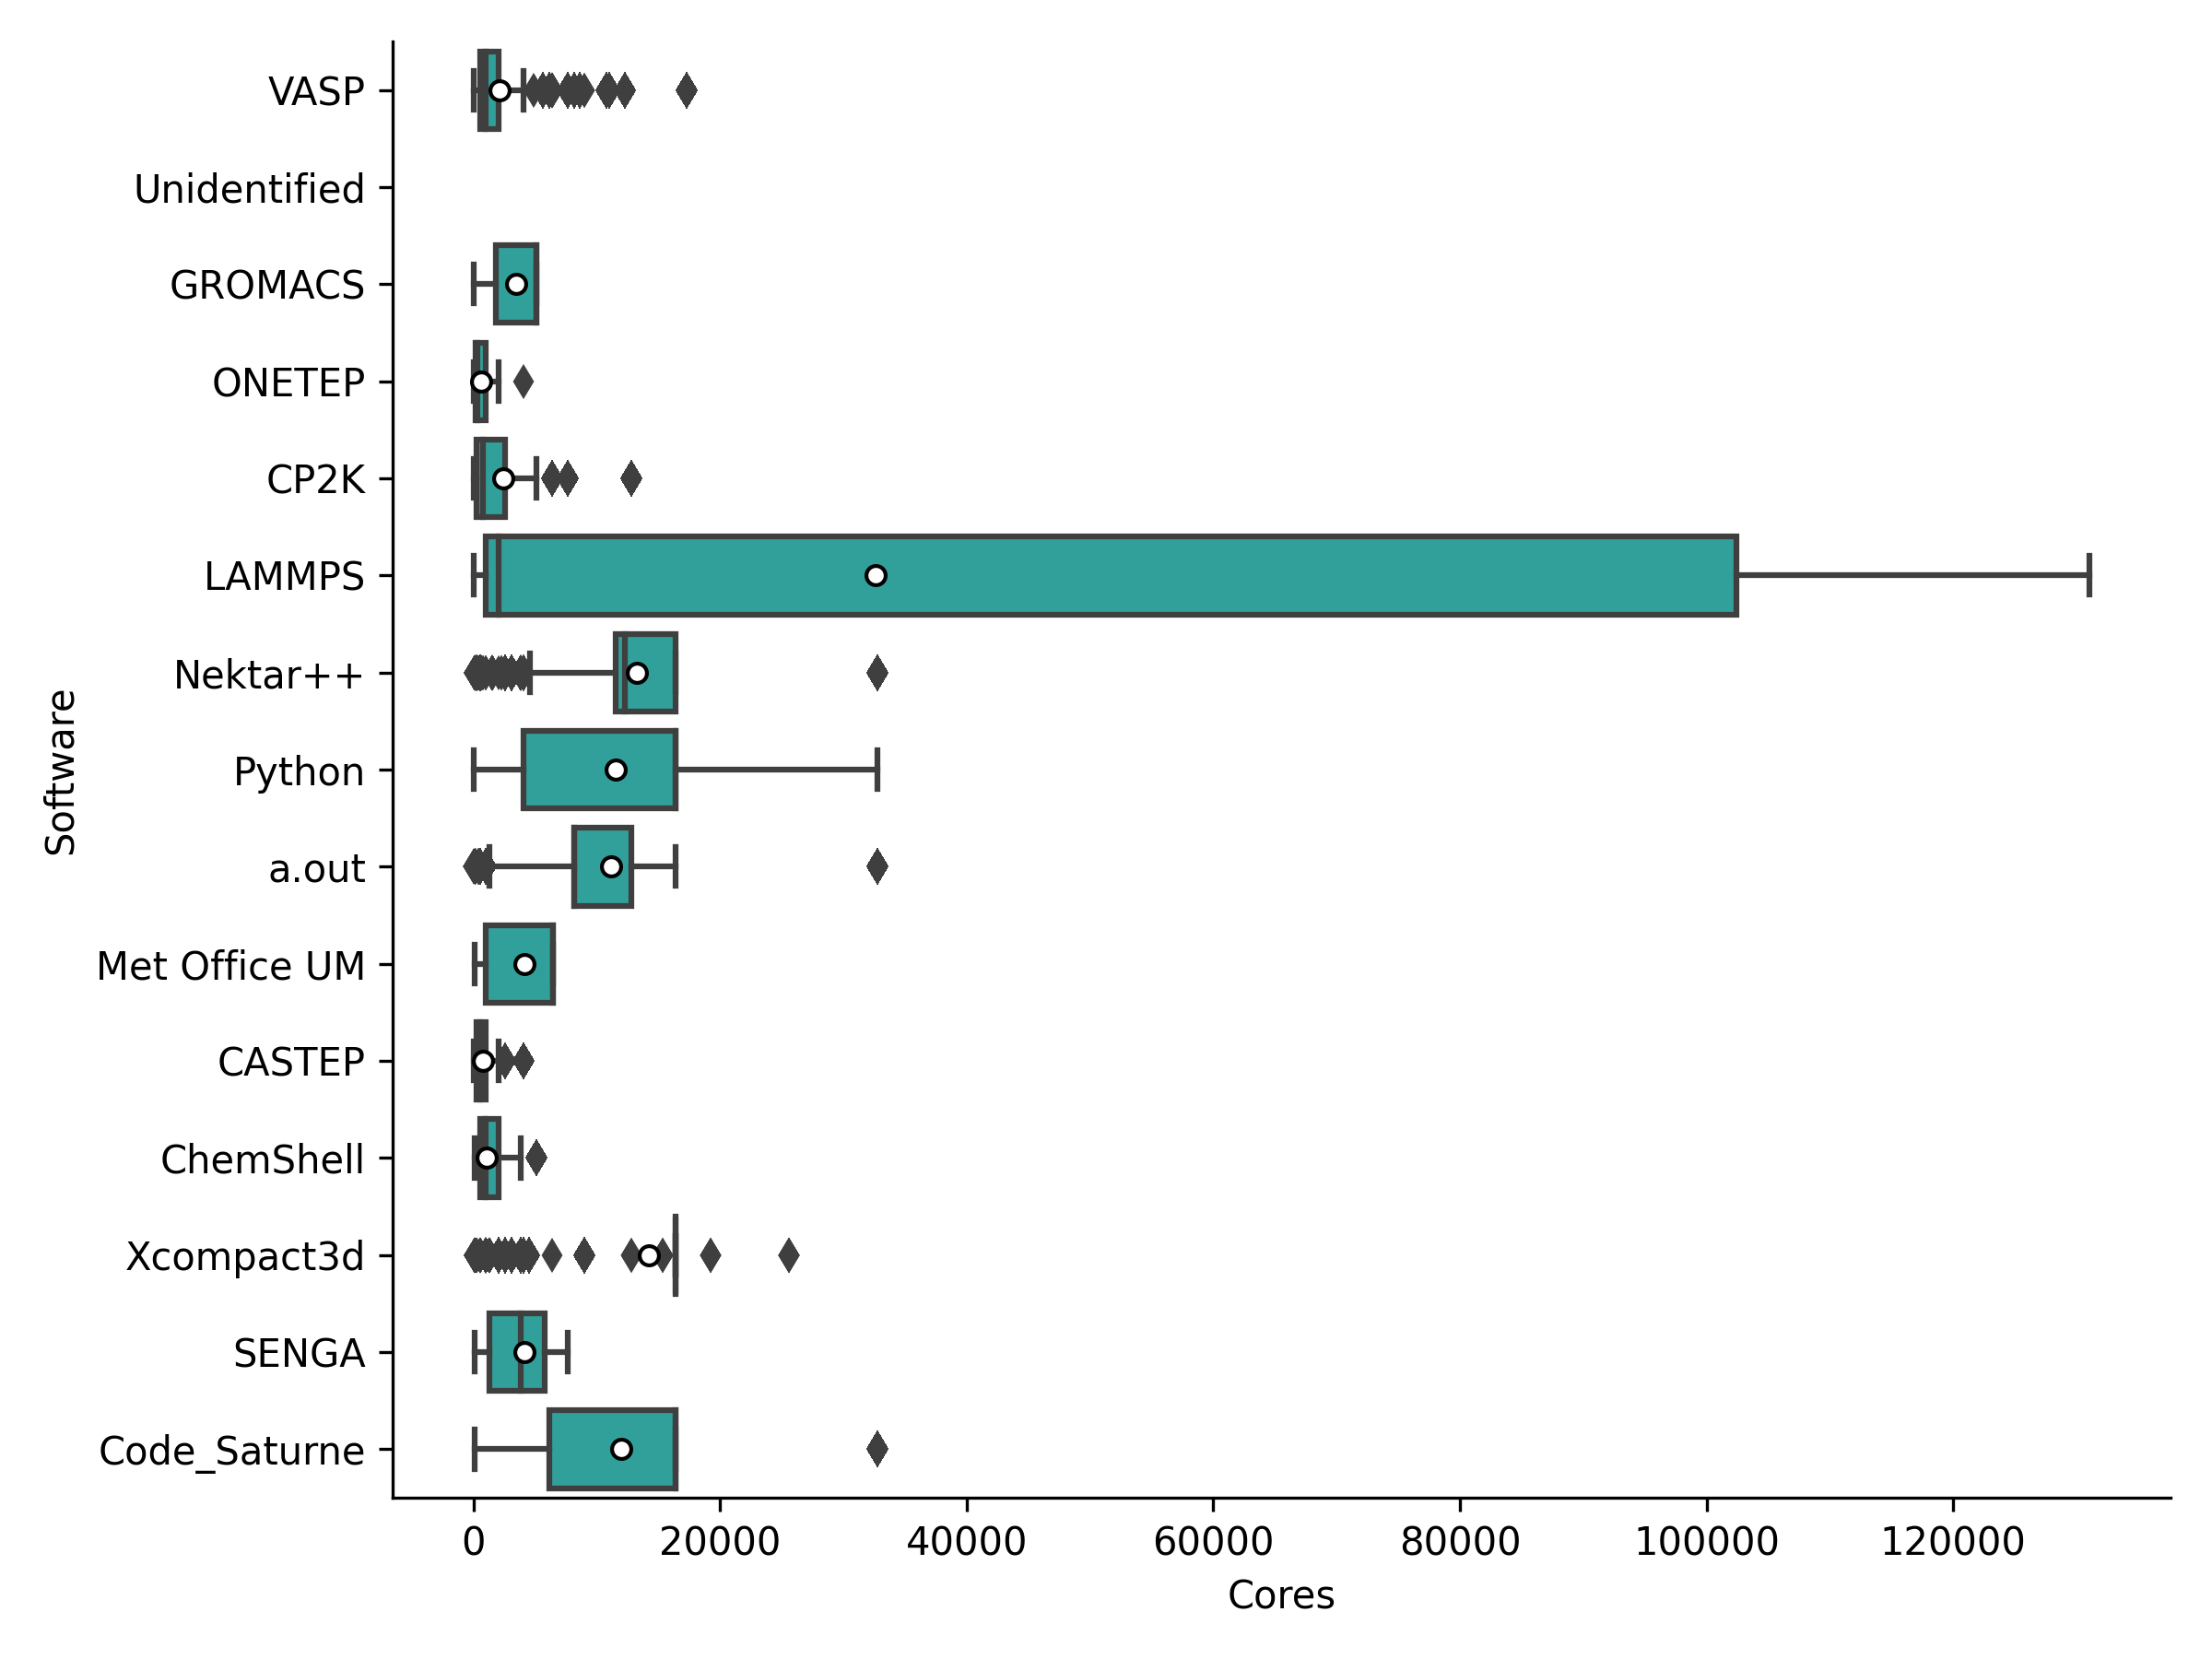 VASP
Unidentified
GROMACS
ONETEP
CP2K
LAMMPS
Nektar++
Python
a.out
Met Office UM
CASTEP
ChemShell
Xcompact3d
SENGA
Code_Saturne
Software
0 20000 40000 60000 80000 100000 120000
Cores